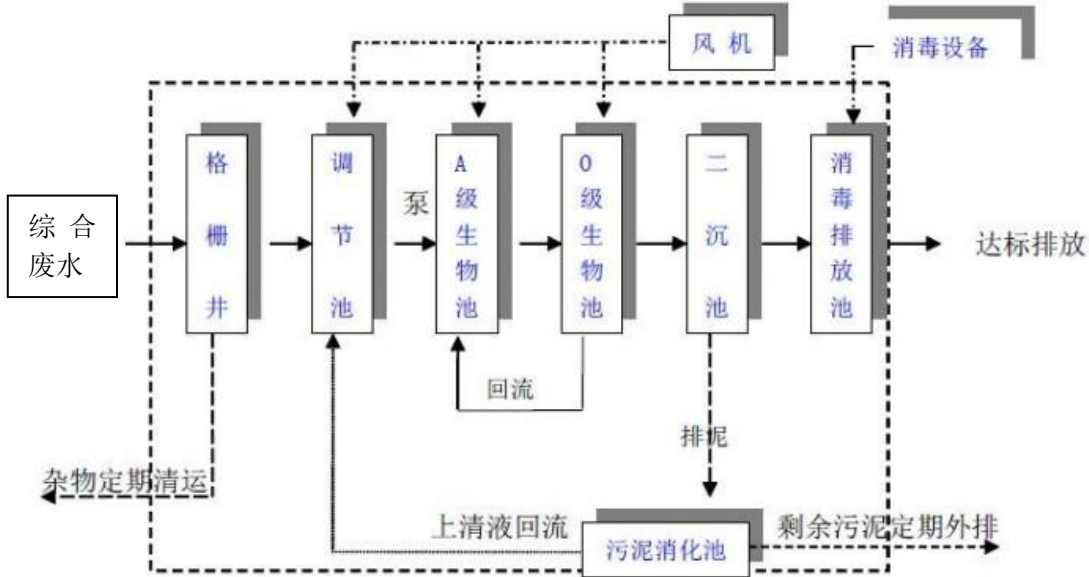 风 机
消毒设备
综 合
废水
格栅井
调节池
泵
A级生物池
O级生物池
二沉池
消毒排放池
达标排放
回流
排泥
杂物定期清运
上清液回流
污泥消化池
剩余污泥定期外排